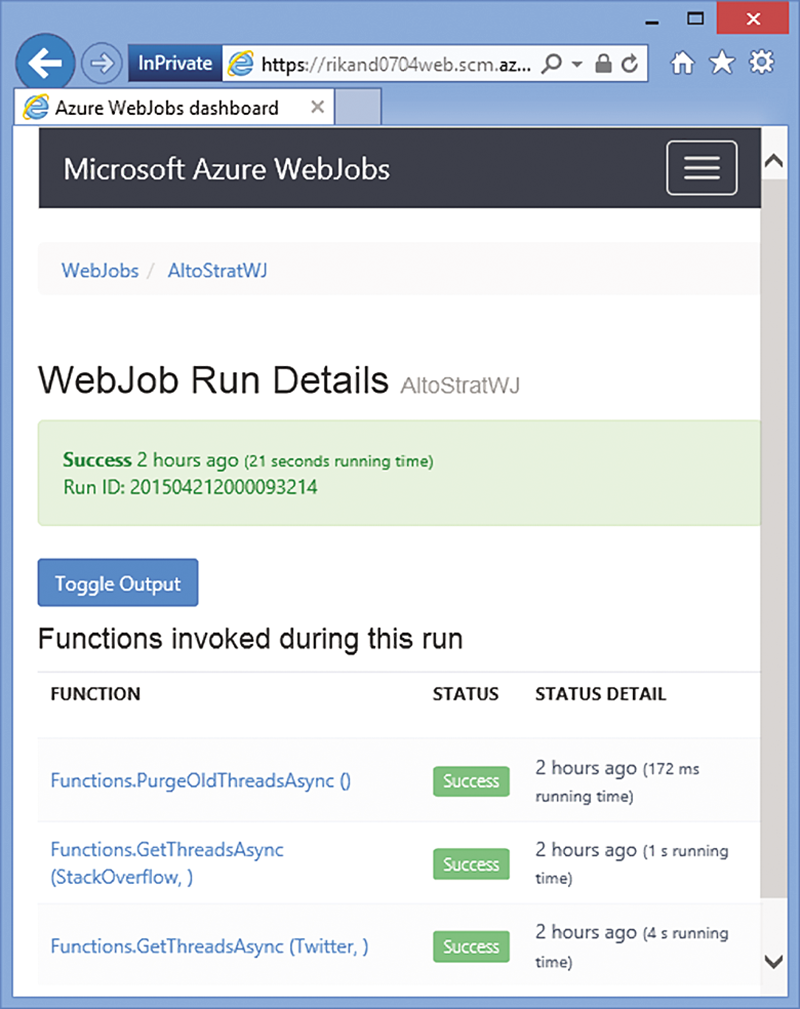 InPrivate
https://rikand0704web.scm.az...
Azure WebJobs dashboard
Microsoft Azure WebJobs
WebJobs / AltoStratWJ
WebJob Run Details AltoStratWJ
Success 2 hours ago (21 seconds running time)
Run ID: 201504212000093214
Toggle Output
Functions invoked during this run
FUNCTION STATUS STATUS DETAIL
Functions.PurgeOldThreadsAsync () Success 2 hours ago (172 ms
running time)
Functions.GetThreadsAsync
(StackOverflow, ) Success 2 hours ago (1 s running
time)
Functions.GetThreadsAsync (Twitter, ) Success 2 hours ago (4 s running
time)